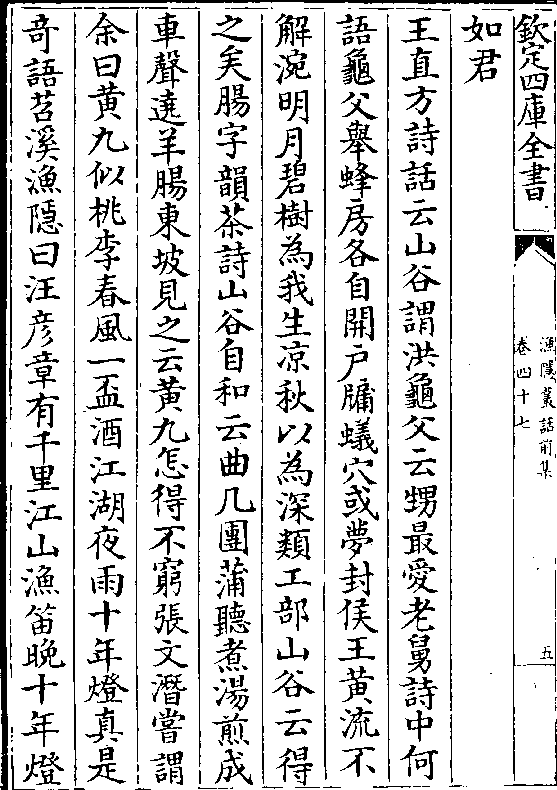 欽定四庫全書
漁隱叢話前集
卷四十七
五
如君
王直方詩話云山谷謂洪龜父云甥最愛老舅詩中何
語龜父舉蜂房各自開户牖蟻穴或夢封侯王黄流不
解涴明月碧樹為我生凉秋以為深類工部山谷云得
之矣腸字韻茶詩山谷自和云曲几團蒲聽煮湯煎成
車聲遶羊腸東坡見之云黄九怎得不窮張文潛嘗謂
余曰黄九似桃李春風一盃酒江湖夜雨十年燈真是
竒語苕溪漁隱曰汪彦章有千里江山漁笛晚十年燈